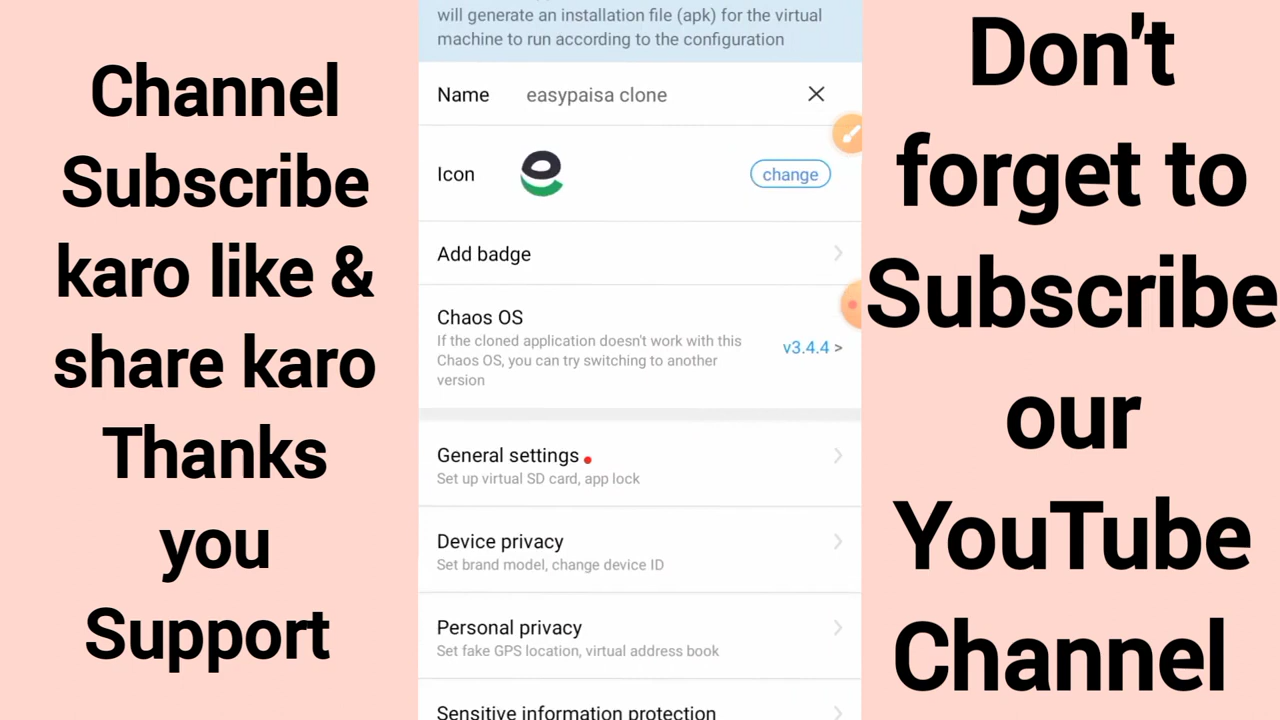 Channel
Subscribe
karo like &
share karo
Thanks
you
Support
will generate an installation file (apk) for the virtual
machine to run according to the configuration
Name easypaisa clone
Icon change
Add badge
Chaos OS
If the cloned application doesn't work with this
Chaos OS, you can try switching to another
version
v3.4.4 >
General settings
Set up virtual SD card, app lock
Device privacy
Set brand model, change device ID
Personal privacy
Set fake GPS location, virtual address book
Sensitive information protection
Don't
forget to
Subscribe
our
YouTube
Channel